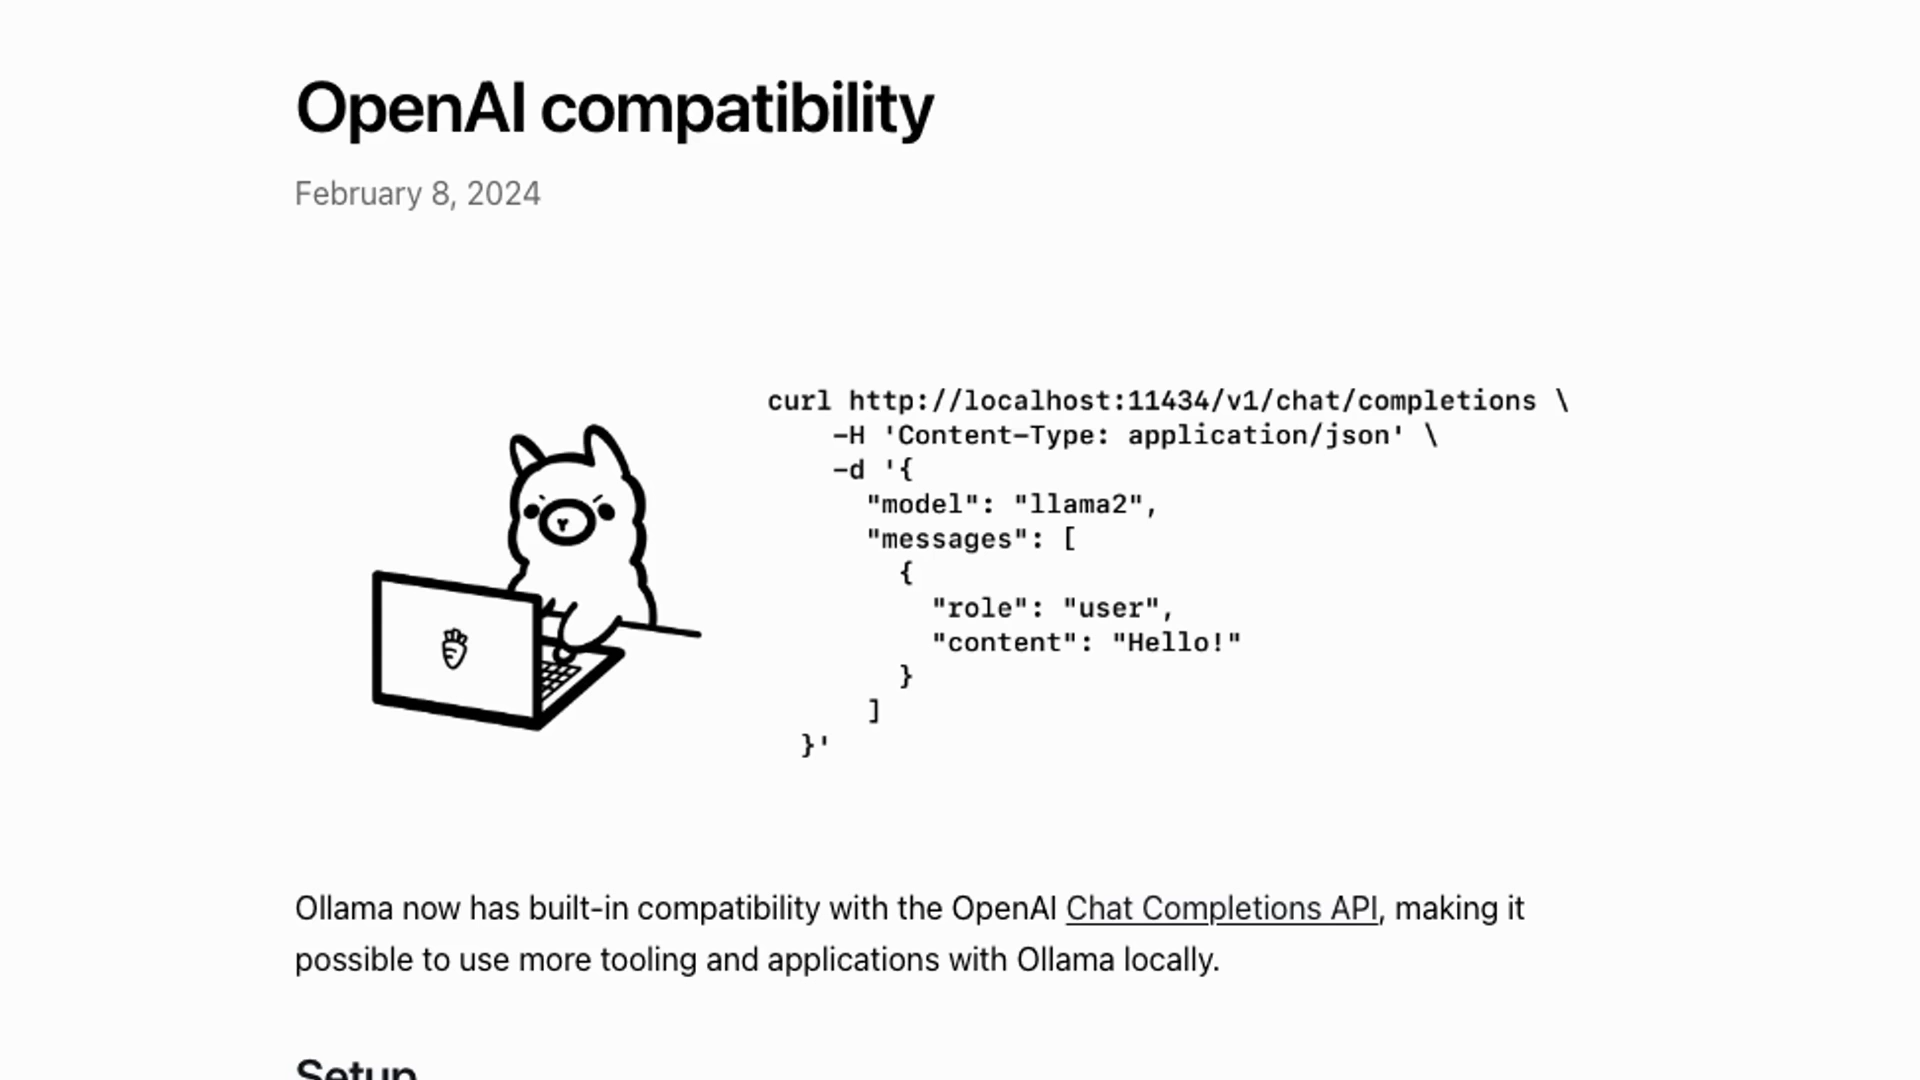 OpenAI compatibility
February 8, 2024
curl http://localhost:11434/v1/chat/completions \
    -H 'Content-Type: application/json' \
    -d '{
      "model": "llama2",
      "messages": [
        {
          "role": "user",
          "content": "Hello!"
        }
      ]
  }'
Ollama now has built-in compatibility with the OpenAI Chat Completions API, making it
possible to use more tooling and applications with Ollama locally.
Setup